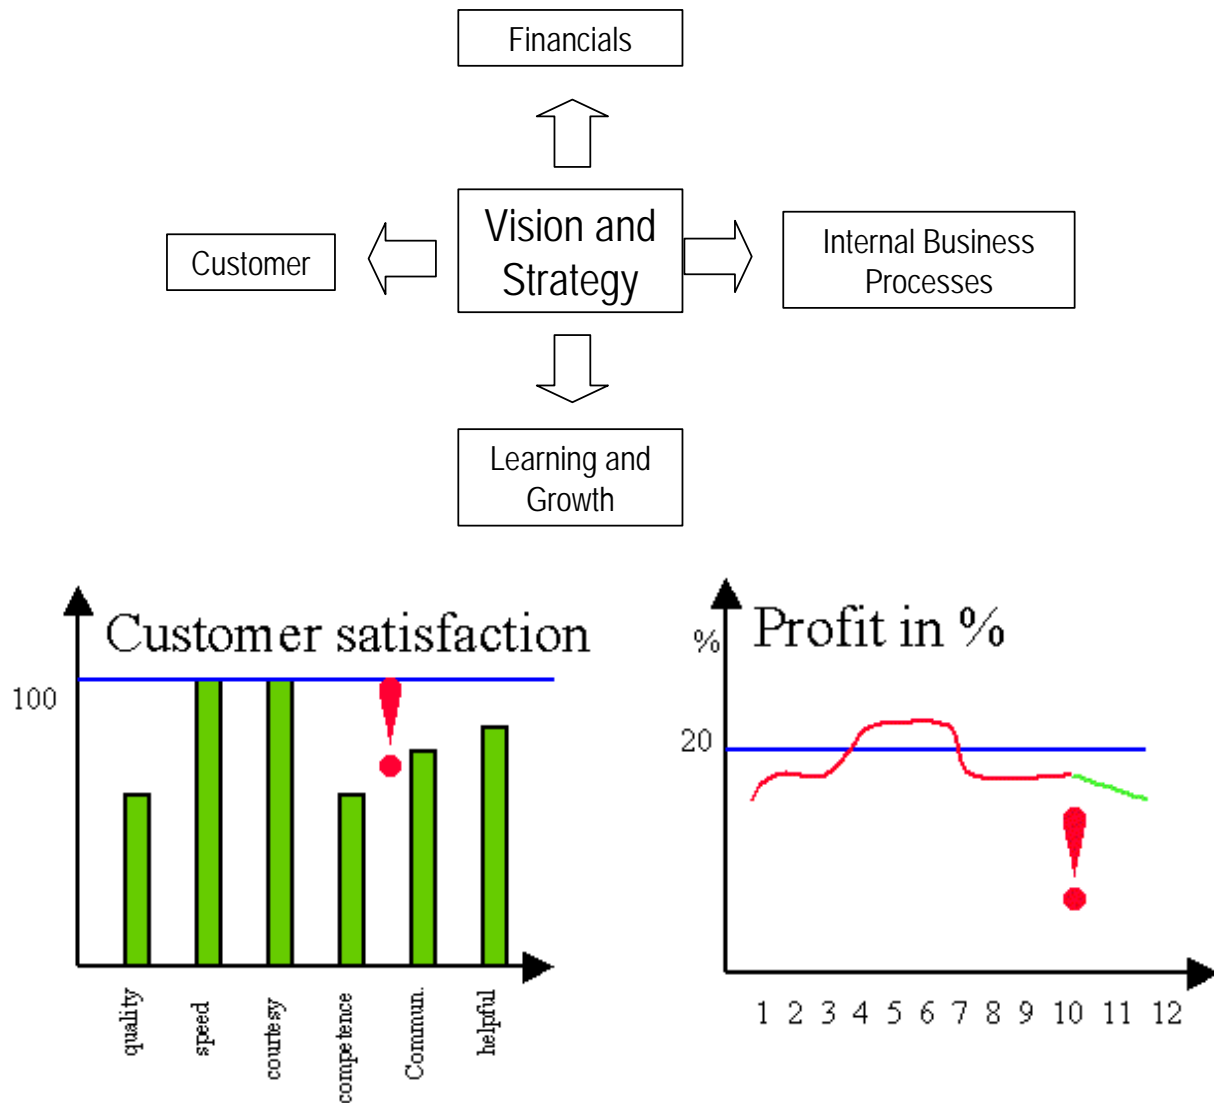 Financials
Vision and
Strategy
Customer
Internal Business
Processes
Learning and
Growth
Customer satisfaction
100
quality
speed
courtesy
competence
Commun.
helpful
Profit in %
%
20
1 2 3 4 5 6 7 8 9 10 11 12